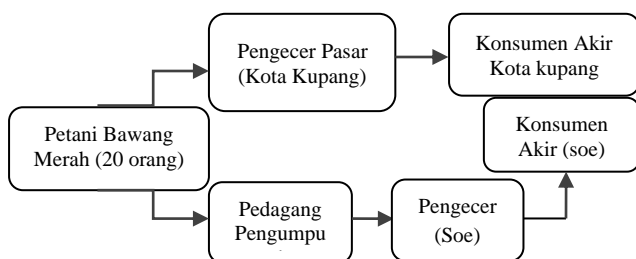 Pengecer Pasar
(Kota Kupang)
Konsumen Akir
Kota kupang
Petani Bawang
Merah (20 orang)
Konsumen
Akir (soe)
Pedagang
Pengumpu
Pengecer
(Soe)